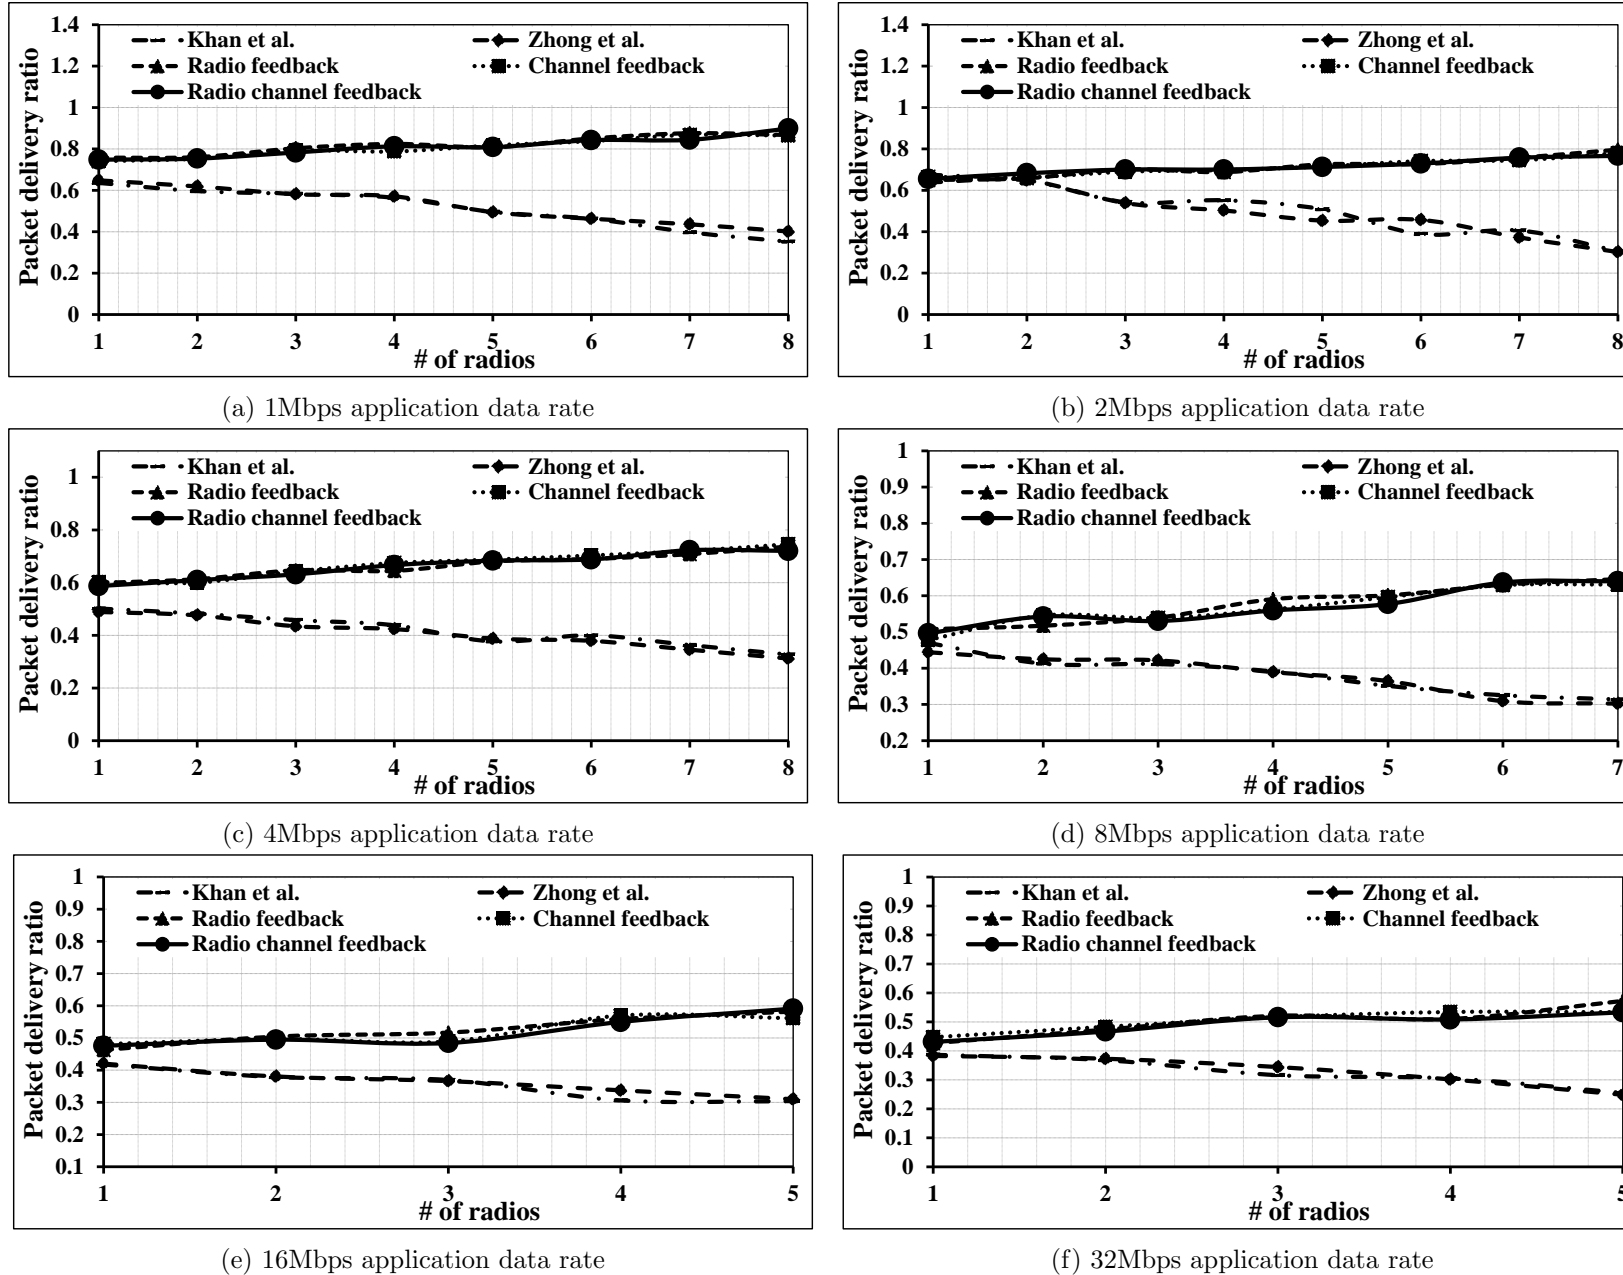 1.4
1.2
1
0.8
0.6
0.4
0.2
0
Packet delivery ratio
Khan et al.
Zhong et al.
Radio feedback
Channel feedback
Radio channel feedback
1 2 3 4 5 6 7 8
# of radios
(a) 1Mbps application data rate
1.4
1.2
1
0.8
0.6
0.4
0.2
0
Packet delivery ratio
Khan et al.
Zhong et al.
Radio feedback
Channel feedback
Radio channel feedback
1 2 3 4 5 6 7 8
# of radios
(b) 2Mbps application data rate
1
0.8
0.6
0.4
0.2
0
Packet delivery ratio
Khan et al.
Zhong et al.
Radio feedback
Channel feedback
Radio channel feedback
1 2 3 4 5 6 7 8
# of radios
(c) 4Mbps application data rate
1
0.9
0.8
0.7
0.6
0.5
0.4
0.3
0.2
Packet delivery ratio
Khan et al.
Zhong et al.
Radio feedback
Channel feedback
Radio channel feedback
1 2 3 4 5 6 7
# of radios
(d) 8Mbps application data rate
1
0.9
0.8
0.7
0.6
0.5
0.4
0.3
0.2
0.1
Packet delivery ratio
Khan et al.
Zhong et al.
Radio feedback
Channel feedback
Radio channel feedback
1 2 3 4 5
# of radios
(e) 16Mbps application data rate
1
0.9
0.8
0.7
0.6
0.5
0.4
0.3
0.2
0.1
0
Packet delivery ratio
Khan et al.
Zhong et al.
Radio feedback
Channel feedback
Radio channel feedback
1 2 3 4 5
# of radios
(f) 32Mbps application data rate